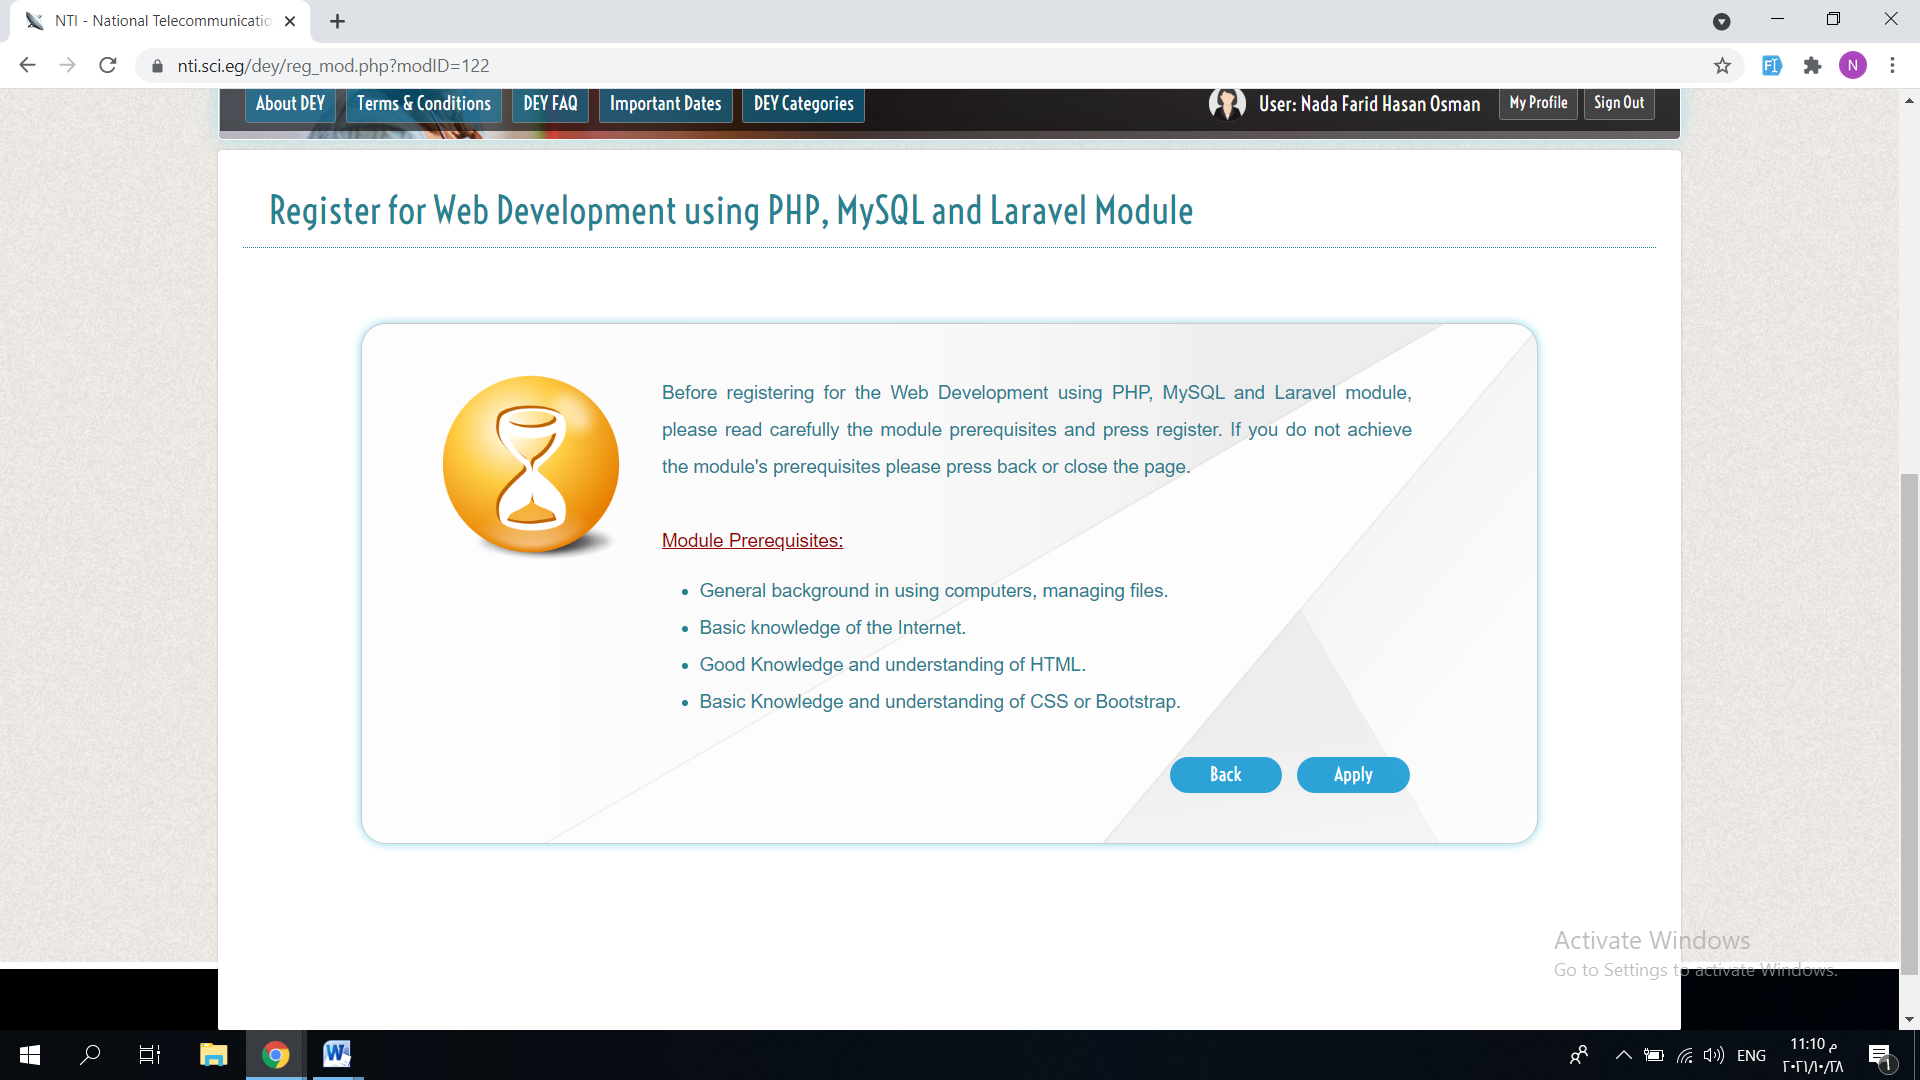 NTI - National Telecommunicatio
nti.sci.eg/dey/reg_mod.php?modID=122
N
About DEY
Terms & Conditions
DEY FAQ
Important Dates
DEY Categories
User: Nada Farid Hasan Osman
My Profile
Sign Out
Register for Web Development using PHP, MySQL and Laravel Module
Before registering for the Web Development using PHP, MySQL and Laravel module,
please read carefully the module prerequisites and press register. If you do not achieve
the module's prerequisites please press back or close the page.
Module Prerequisites:
• General background in using computers, managing files.
• Basic knowledge of the Internet.
• Good Knowledge and understanding of HTML.
• Basic Knowledge and understanding of CSS or Bootstrap.
Back
Apply
Activate Windows
Go to Settings to activate Windows.
ENG
11:10 م
٢٠٢١/١٠/٢٨
١